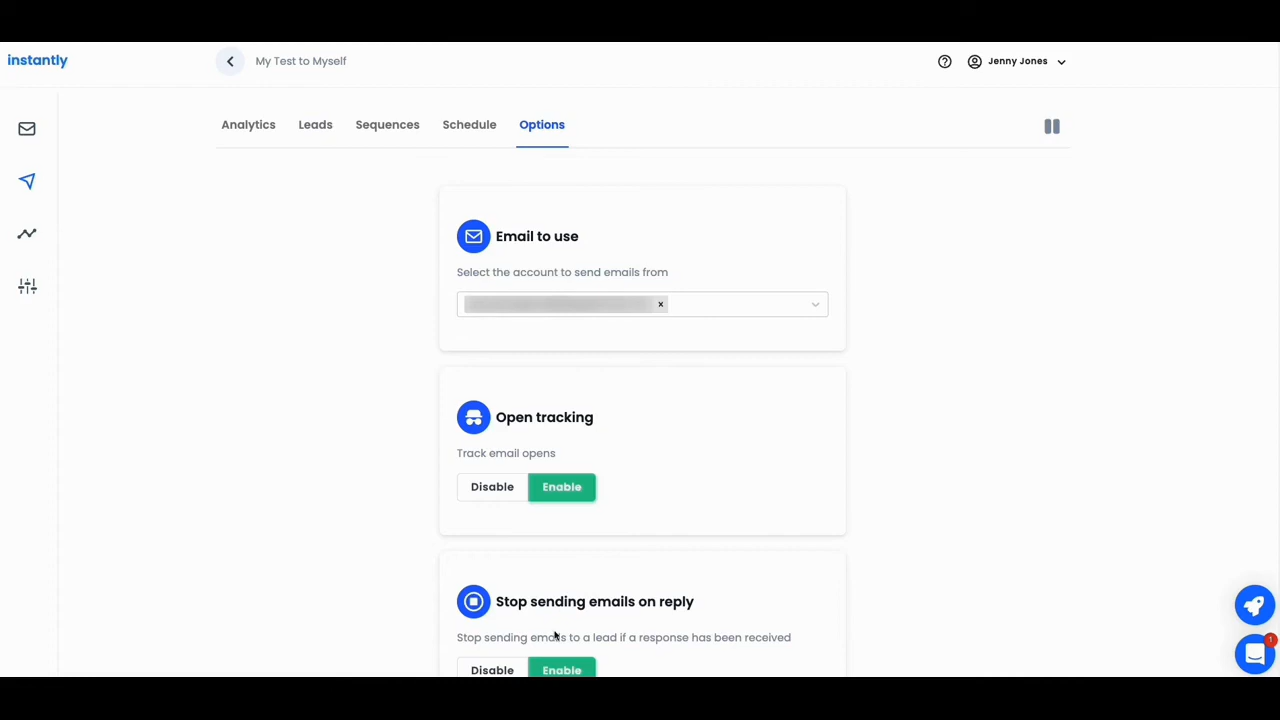 instantly
My Test to Myself
Jenny Jones
Analytics Leads Sequences Schedule Options
Email to use
Select the account to send emails from
×
Open tracking
Track email opens
Disable Enable
Stop sending emails on reply
Stop sending emails to a lead if a response has been received
Disable Enable
1